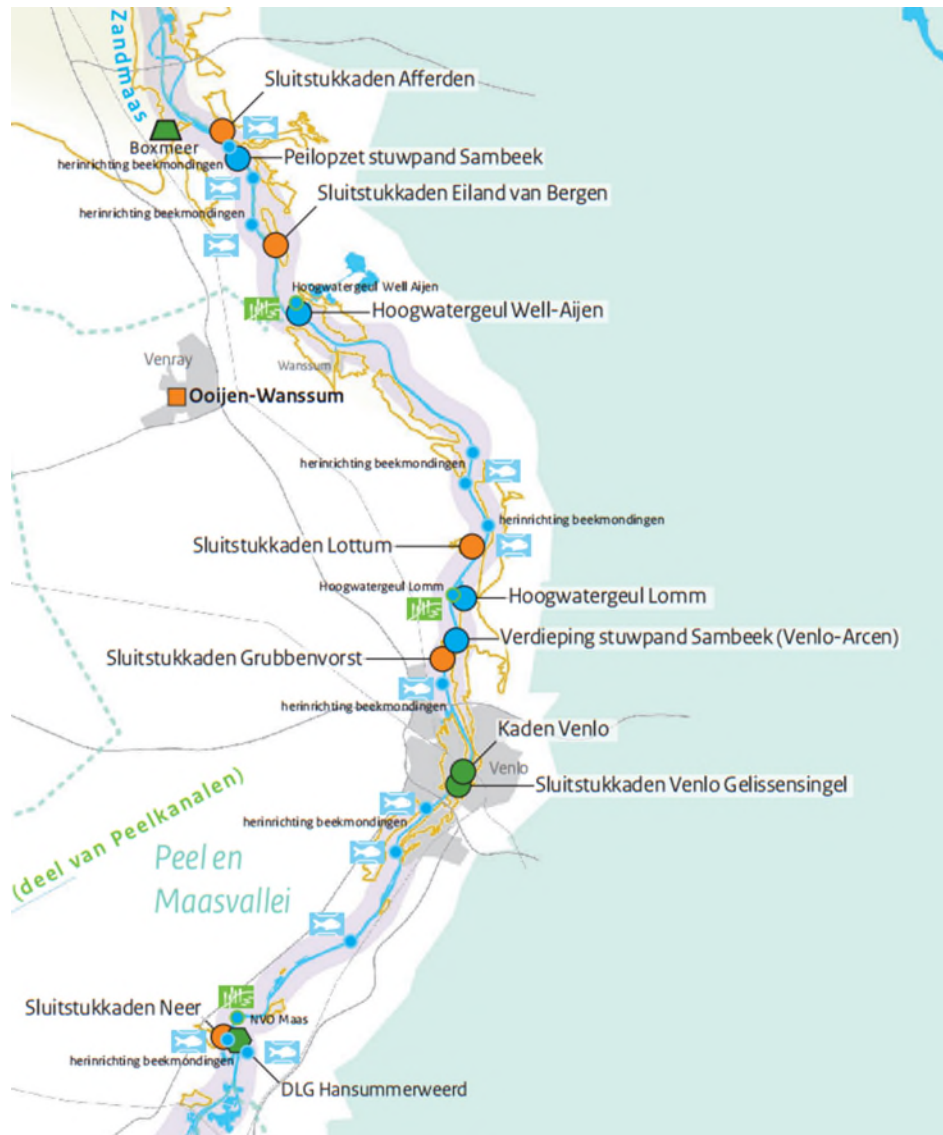 Zandmaas
Sluitstukkaden Afferden
Boxmeer
herinrichting beekmondingen
Peilopzet stuwpand Sambeek
Sluitstukkaden Eiland van Bergen
herinrichting beekmondingen
Hoogwatergeul Well Aijen
Hoogwatergeul Well-Aijen
Venray
Wanssum
Ooijen-Wanssum
herinrichting beekmondingen
herinrichting beekmondingen
Sluitstukkaden Lottum
Hoogwatergeul Lomm
Hoogwatergeul Lomm
Verdieping stuwpand Sambeek (Venlo-Arcen)
Sluitstukkaden Grubbenvorst
herinrichting beekmondingen
Kaden Venlo
Venlo
Sluitstukkaden Venlo Gelissensingel
herinrichting beekmondingen
(deel van Peelkanalen)
Peel en
Maasvallei
Sluitstukkaden Neer
NVO Maas
herinrichting beekmondingen
DLG Hansummerweerd